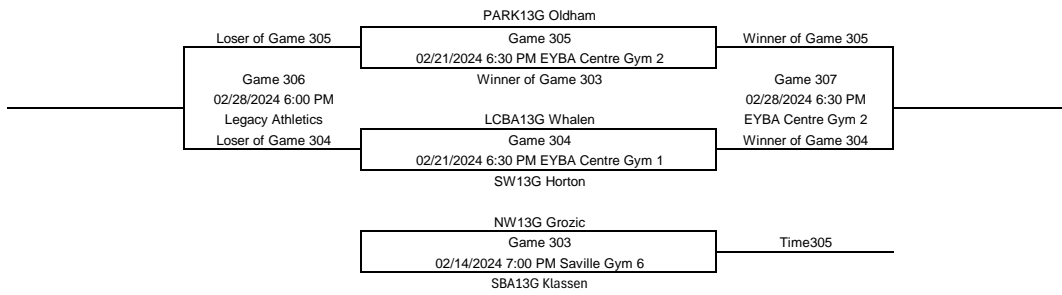 PARK13G Oldham
Loser of Game 305
Game 305
Winner of Game 305
02/21/2024 6:30 PM EYBA Centre Gym 2
Game 306
Winner of Game 303
Game 307
02/28/2024 6:00 PM
02/28/2024 6:30 PM
Legacy Athletics
LCBA13G Whalen
EYBA Centre Gym 2
Loser of Game 304
Game 304
Winner of Game 304
02/21/2024 6:30 PM EYBA Centre Gym 1
SW13G Horton
NW13G Grozic
Game 303
Time305
02/14/2024 7:00 PM Saville Gym 6
SBA13G Klassen